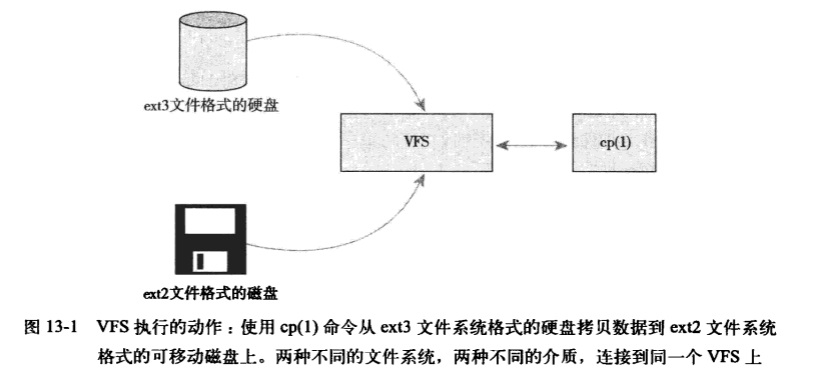 ext3文件格式的硬盘
VFS
cp(1)
ext2文件格式的磁盘
图 13-1 VFS 执行的动作：使用 cp(1) 命令从 ext3 文件系统格式的硬盘拷贝数据到 ext2 文件系统
格式的可移动磁盘上。两种不同的文件系统，两种不同的介质，连接到同一个 VFS 上